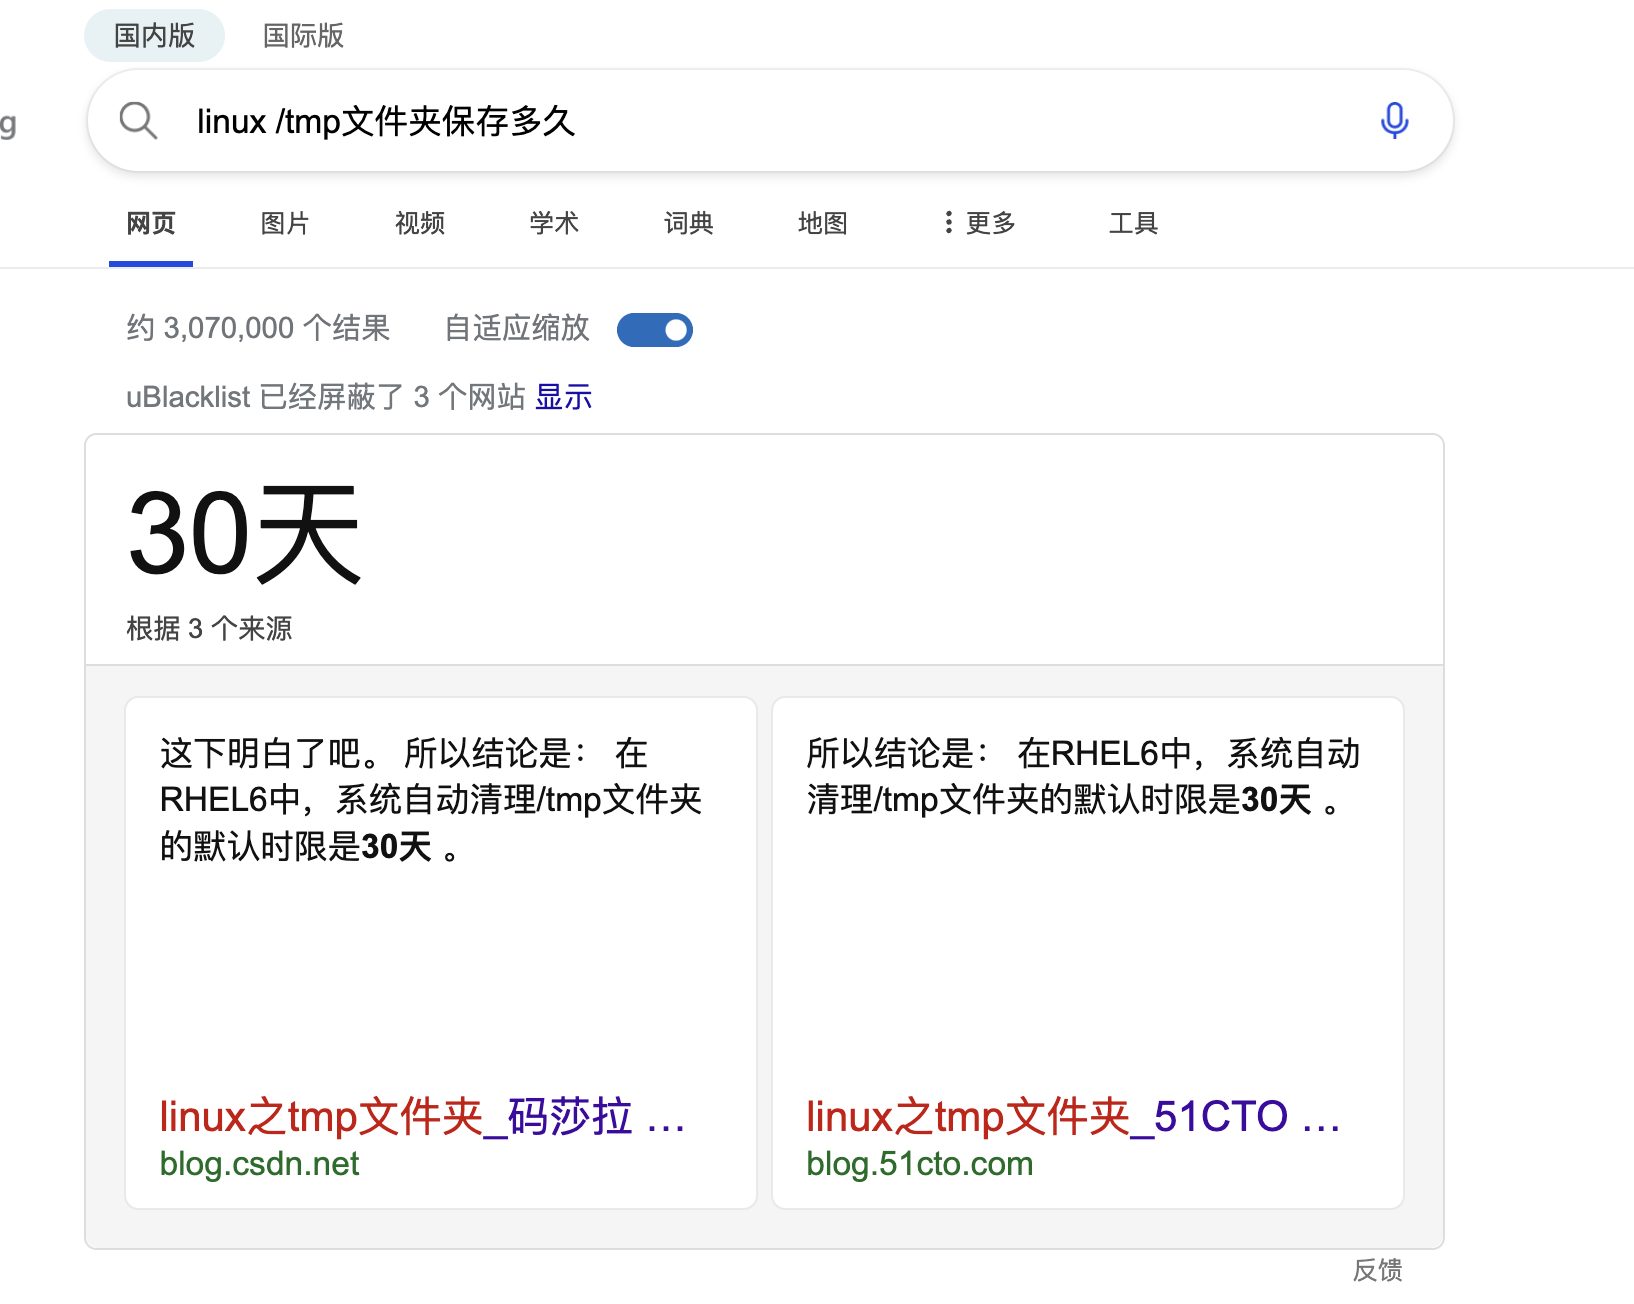 国内版 国际版
g
linux /tmp文件夹保存多久
网页 图片 视频 学术 词典 地图 更多 工具
约 3,070,000 个结果 自适应缩放
uBlacklist 已经屏蔽了 3 个网站 显示
30天
根据 3 个来源
这下明白了吧。 所以结论是： 在
RHEL6中，系统自动清理/tmp文件夹
的默认时限是30天 。
linux之tmp文件夹_码莎拉 ...
blog.csdn.net
所以结论是： 在RHEL6中，系统自动
清理/tmp文件夹的默认时限是30天 。
linux之tmp文件夹_51CTO ...
blog.51cto.com
反馈